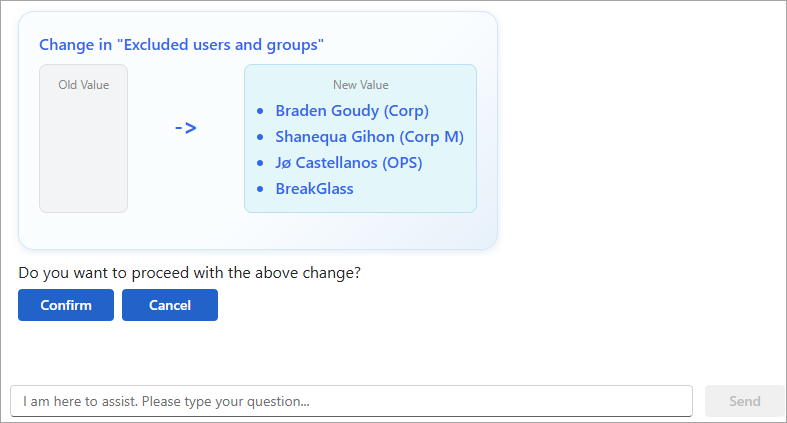 Change in "Excluded users and groups"
Old Value
->
New Value
• Braden Goudy (Corp)
• Shanequa Gihon (Corp M)
• Jø Castellanos (OPS)
• BreakGlass
Do you want to proceed with the above change?
Confirm Cancel
I am here to assist. Please type your question... Send